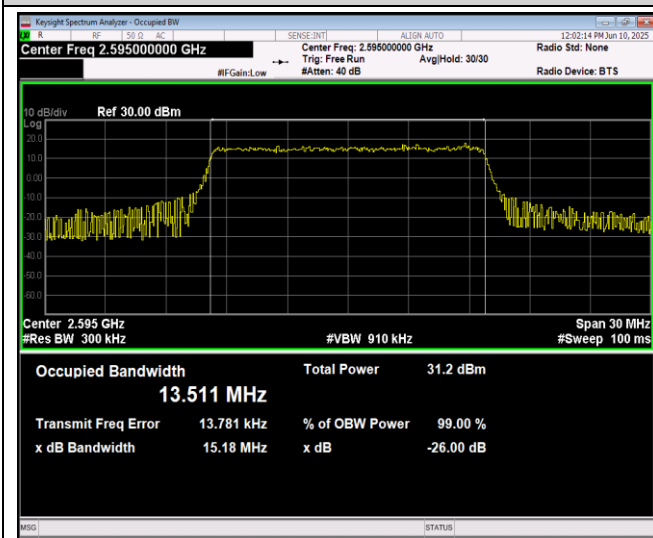 Keysight Spectrum Analyzer - Occupied BW
LXI R RF 50 Ω AC SENSE:INT ALIGN AUTO 12:02:14 PM Jun 10, 2025
Center Freq 2.595000000 GHz Center Freq: 2.595000000 GHz Radio Std: None
Trig: Free Run Avg|Hold: 30/30
#IFGain:Low #Atten: 40 dB Radio Device: BTS
10 dB/div Ref 30.00 dBm
Log
20.0
10.0
0.00
-10.0
-20.0
-30.0
-40.0
-50.0
-60.0
Center 2.595 GHz Span 30 MHz
#Res BW 300 kHz #VBW 910 kHz #Sweep 100 ms
Occupied Bandwidth Total Power 31.2 dBm
13.511 MHz
Transmit Freq Error 13.781 kHz % of OBW Power 99.00 %
x dB Bandwidth 15.18 MHz x dB -26.00 dB
MSG STATUS